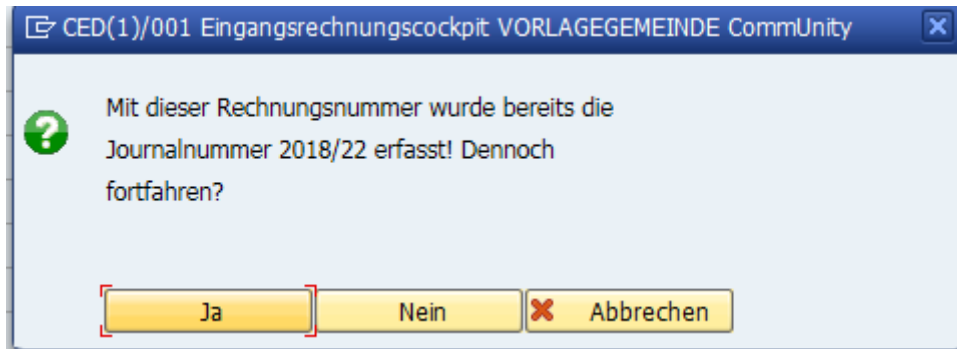 CED(1)/001 Eingangsrechnungscockpit VORLAGEGEMEINDE CommUnity
Mit dieser Rechnungsnummer wurde bereits die
Journalnummer 2018/22 erfasst! Dennoch
fortfahren?
Ja Nein Abbrechen